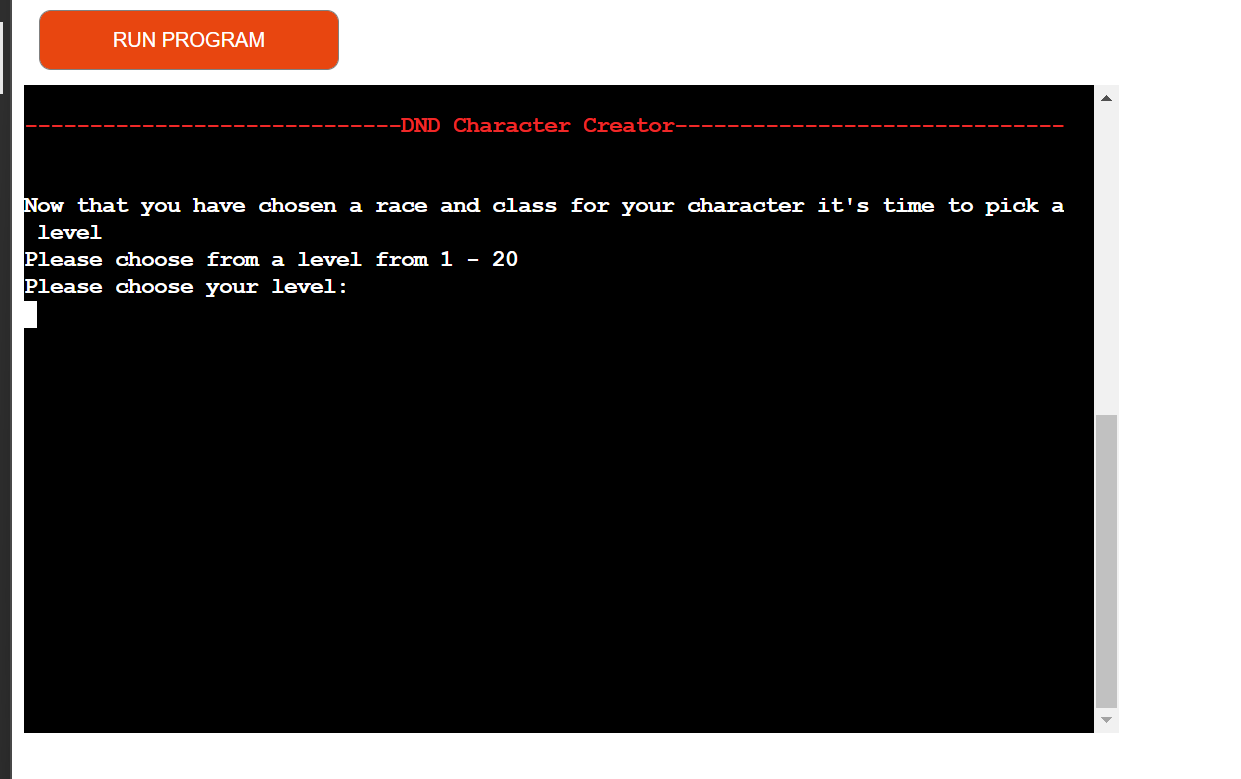 RUN PROGRAM
-----------------------------DND Character Creator------------------------------
Now that you have chosen a race and class for your character it's time to pick a
level
Please choose from a level from 1 - 20
Please choose your level: